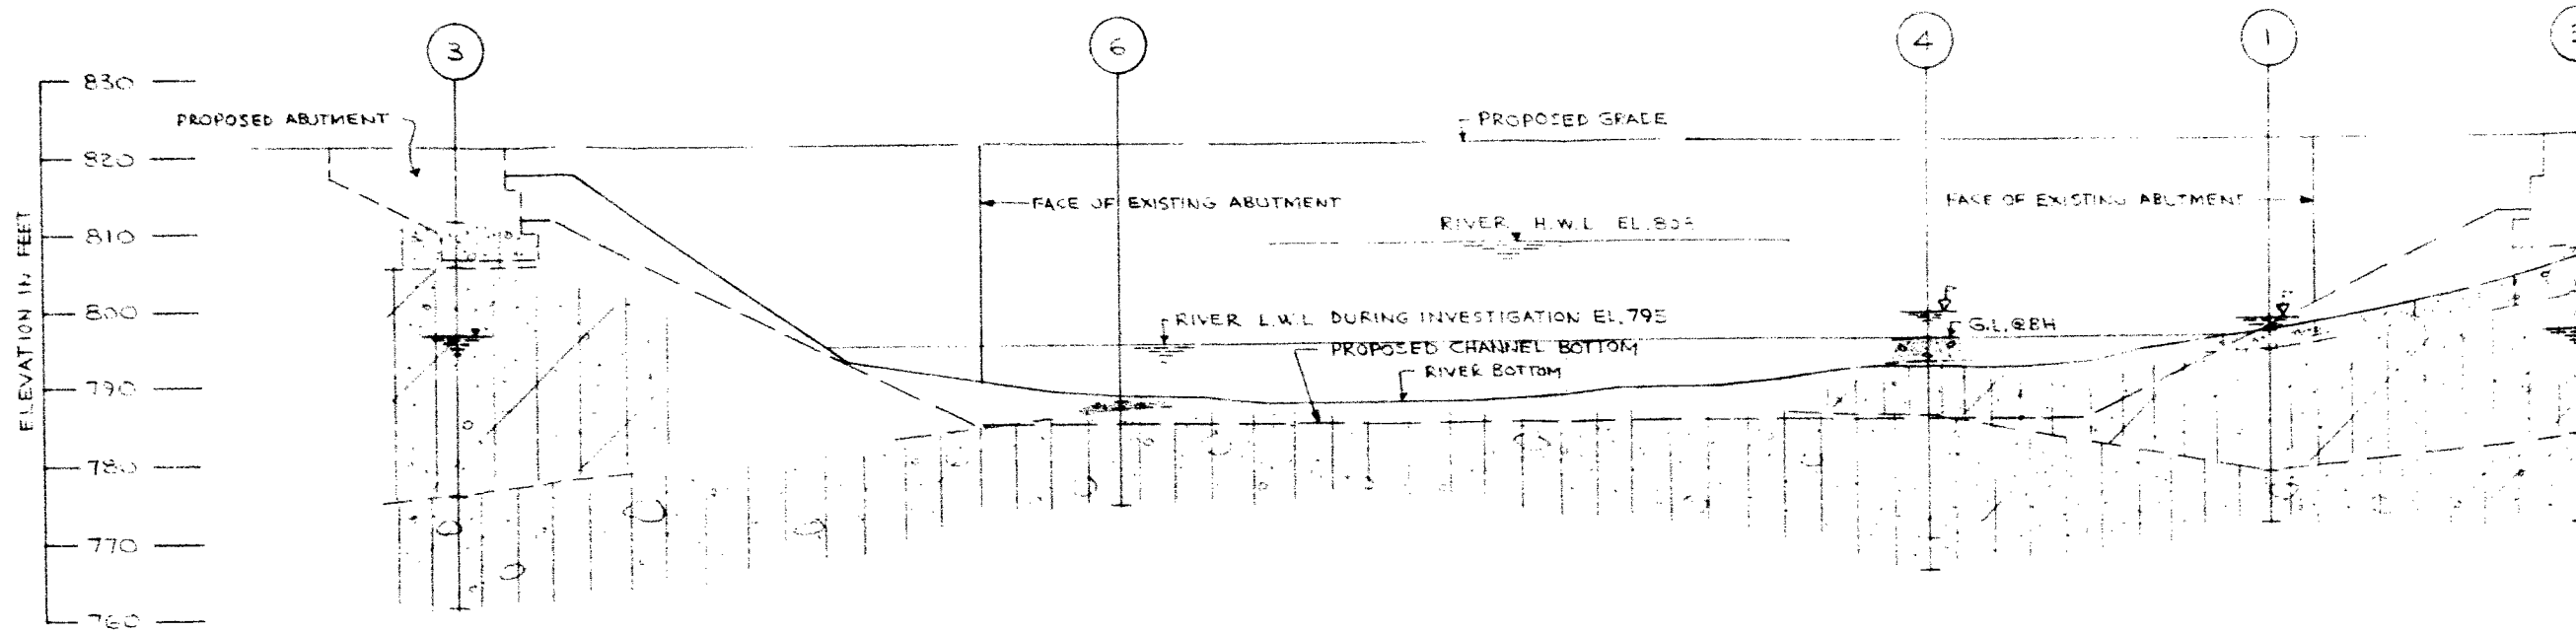 3
6
4
1
830
PROPOSED ABUTMENT
PROPOSED GRADE
820
FACE OF EXISTING ABUTMENT
FACE OF EXISTING ABUTMENT
810
RIVER H.W.L EL.
ELEVATION IN FEET
800
RIVER L.W.L DURING INVESTIGATION EL.795
G.L.@BH
PROPOSED CHANNEL BOTTOM
790
RIVER BOTTOM
780
770
760